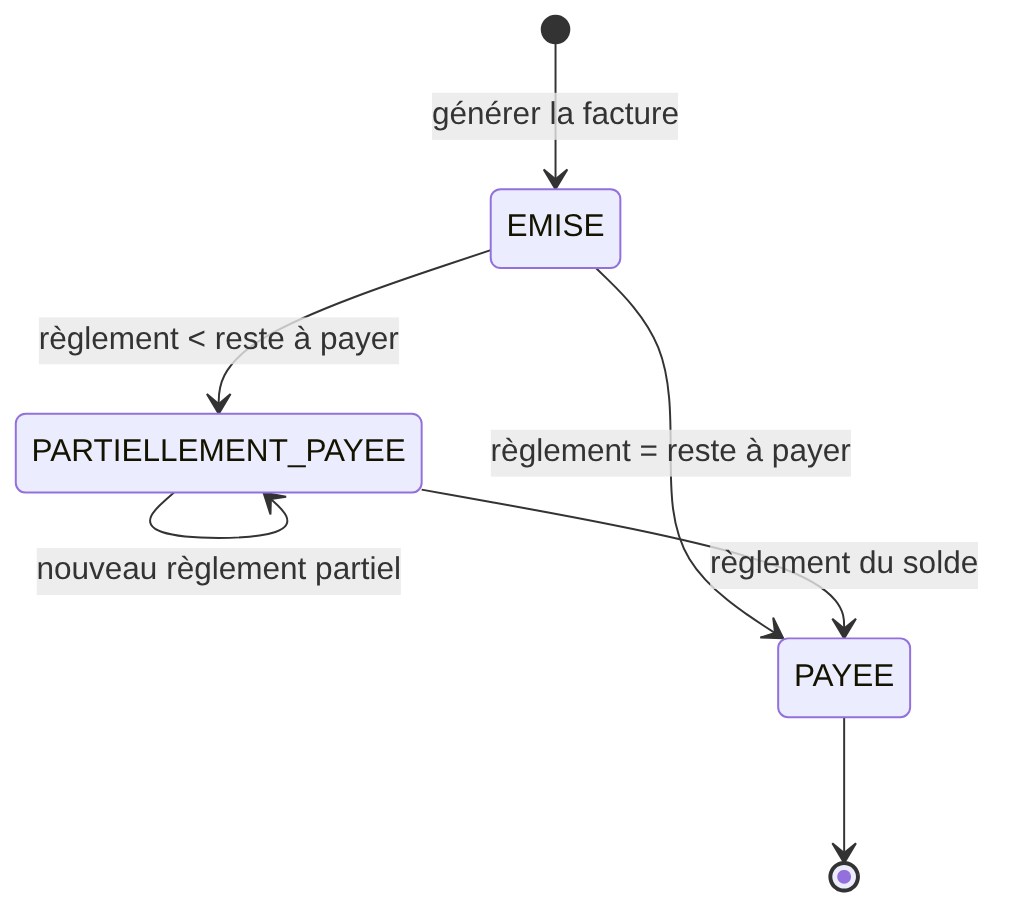 générer la facture
EMISE
règlement < reste à payer
PARTIELLEMENT_PAYEE
règlement = reste à payer
nouveau règlement partiel
règlement du solde
PAYEE